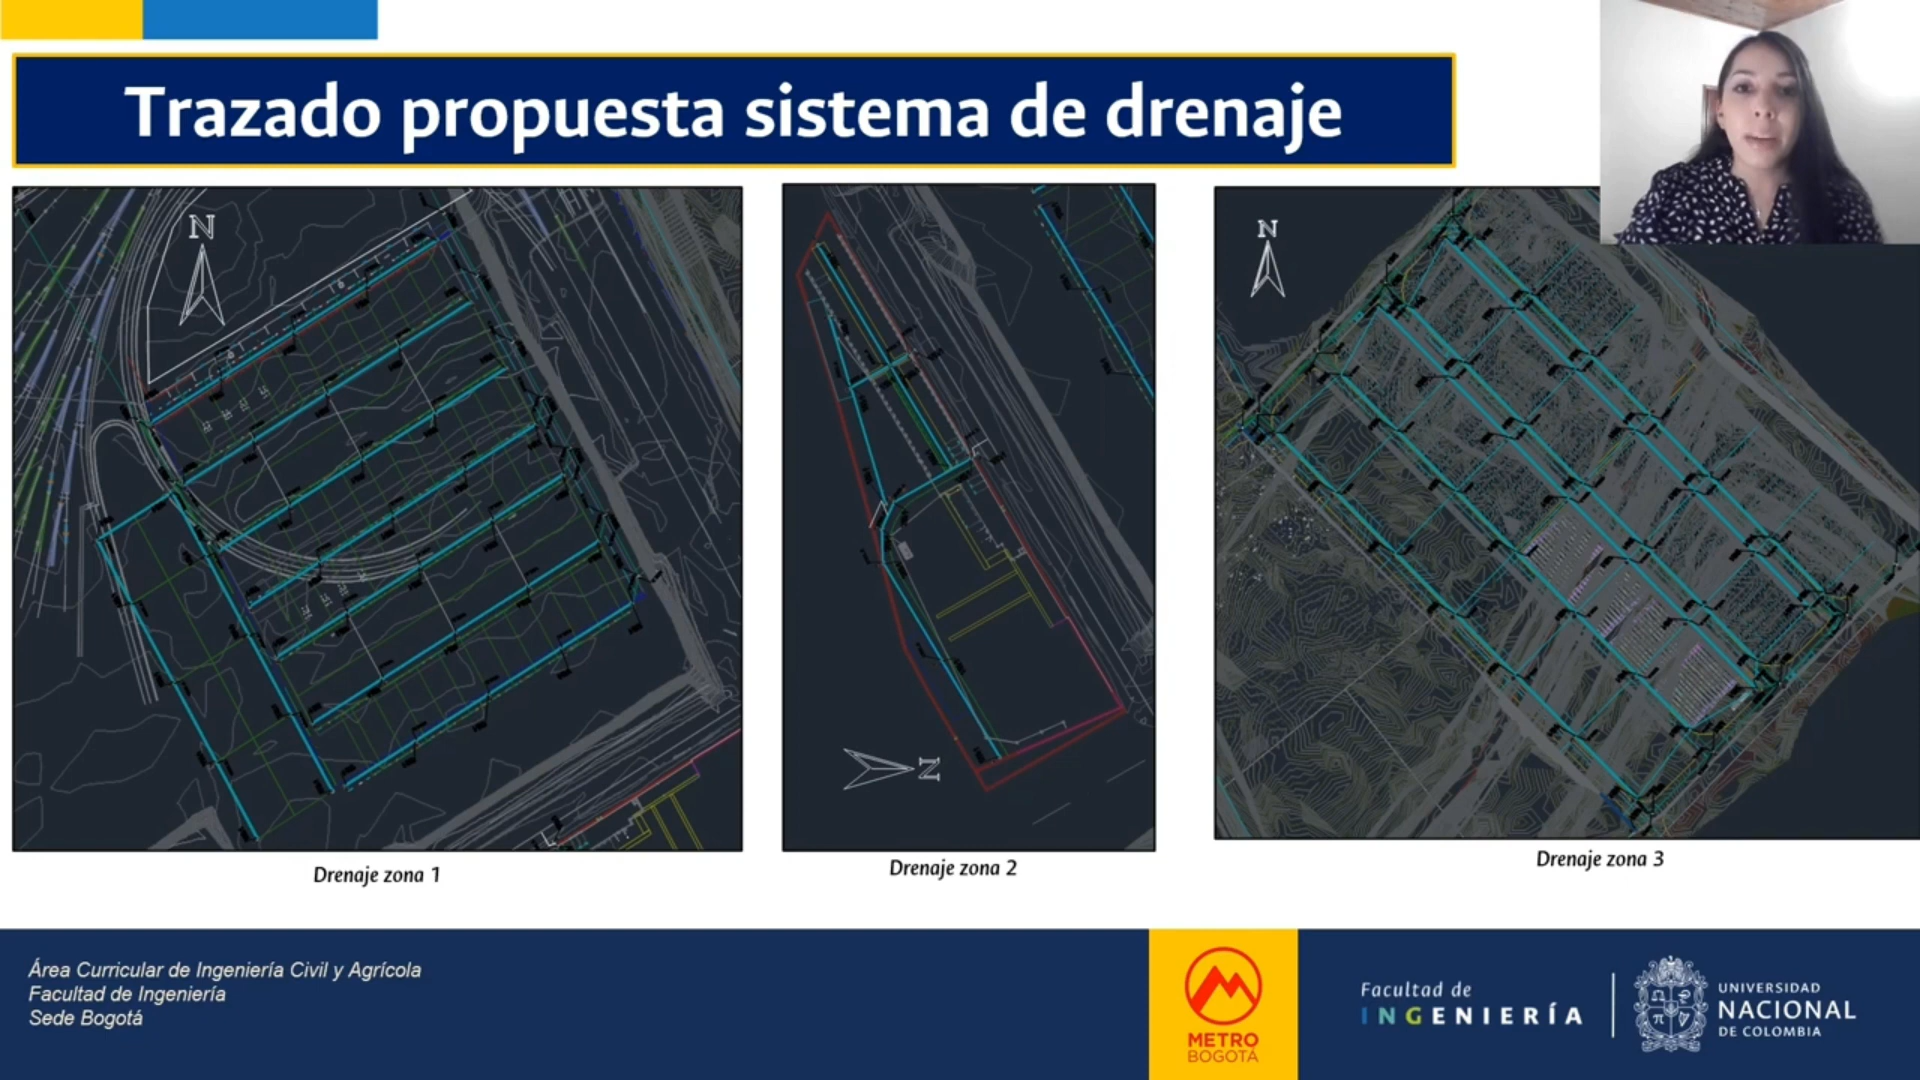 Trazado propuesta sistema de drenaje
N
N
N
Drenaje zona 1
Drenaje zona 2
Drenaje zona 3
Área Curricular de Ingeniería Civil y Agrícola
Facultad de Ingeniería
Sede Bogotá
METRO
BOGOTÁ
Facultad de
INGENIERÍA
UNIVERSIDAD
NACIONAL
DE COLOMBIA